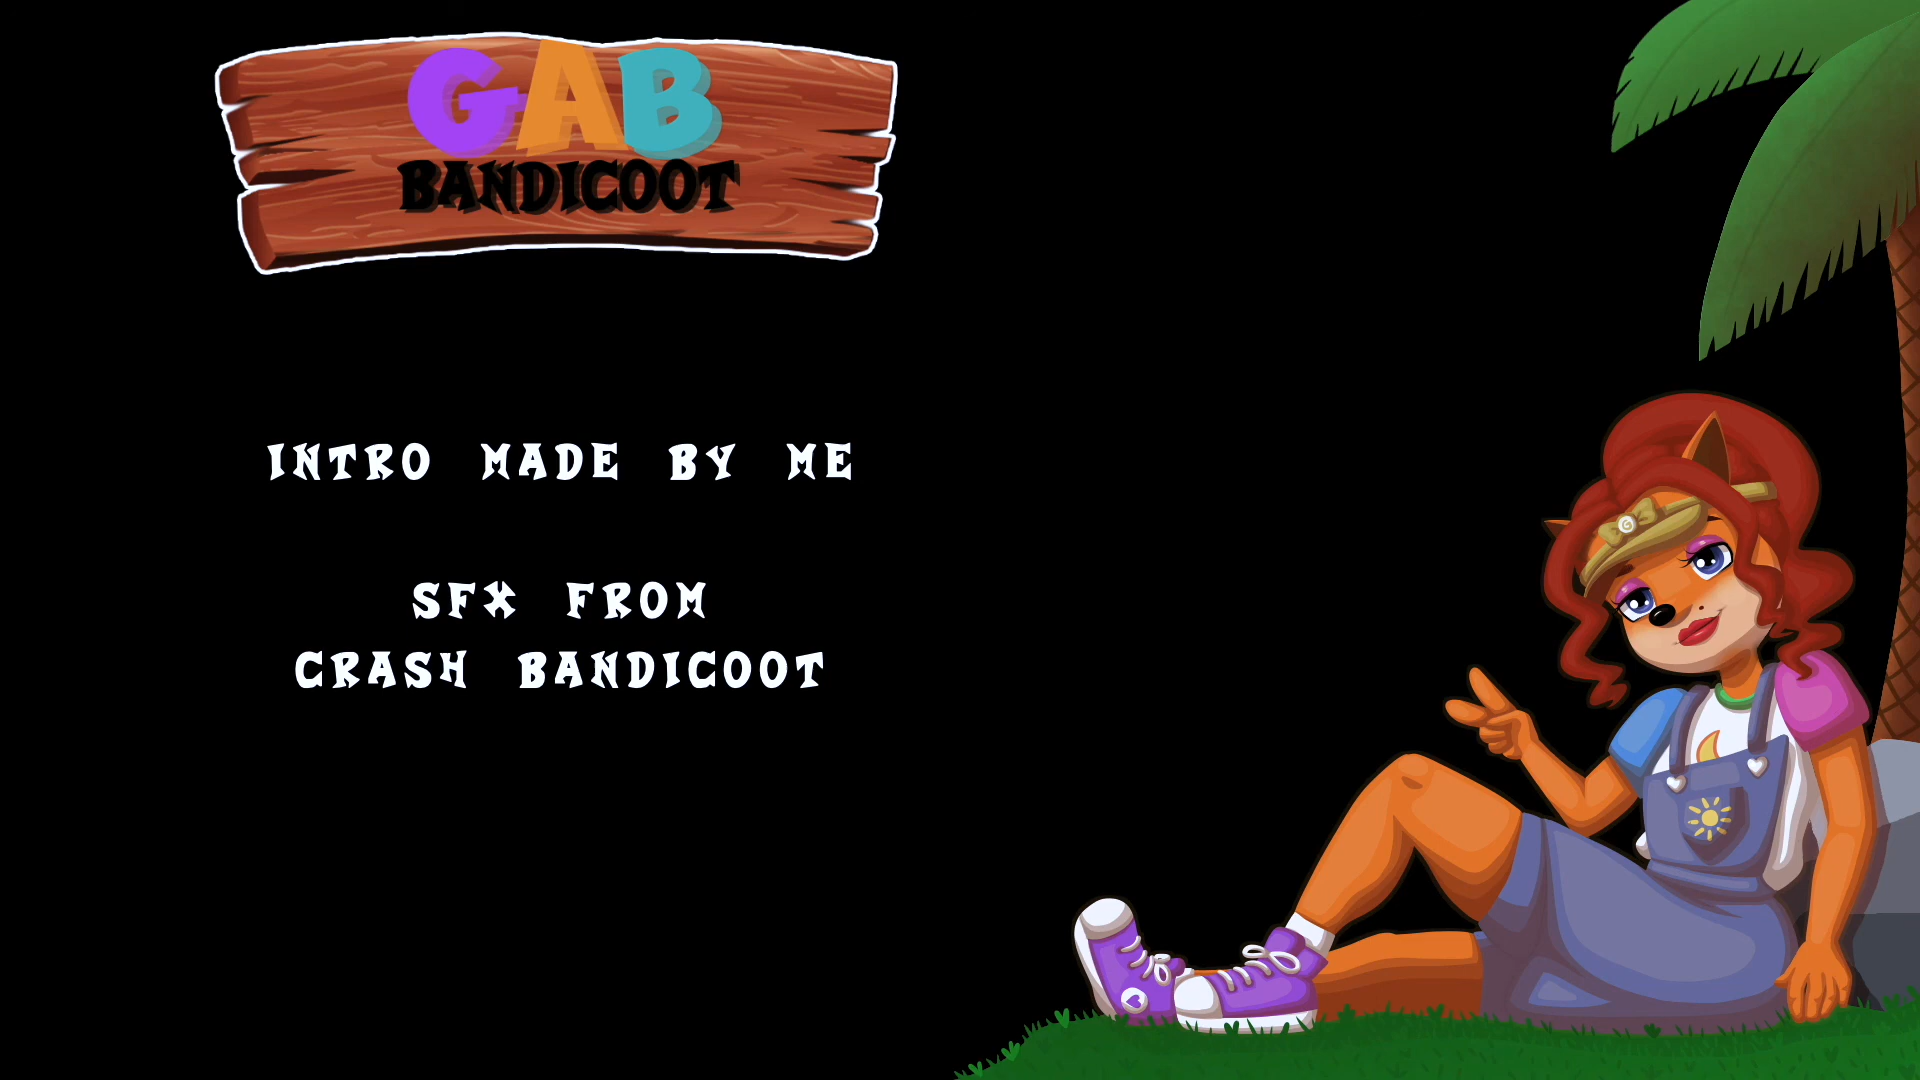 GAB
BANDICOOT
INTRO MADE BY ME
SFX FROM
CRASH BANDICOOT
G